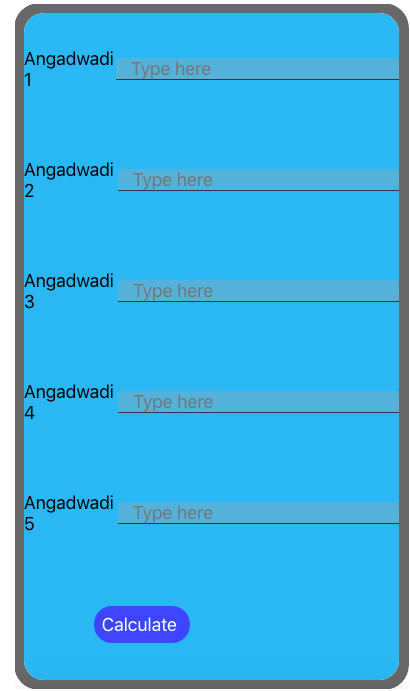 Angadwadi
1
Type here
Angadwadi
2
Type here
Angadwadi
3
Type here
Angadwadi
4
Type here
Angadwadi
5
Type here
Calculate